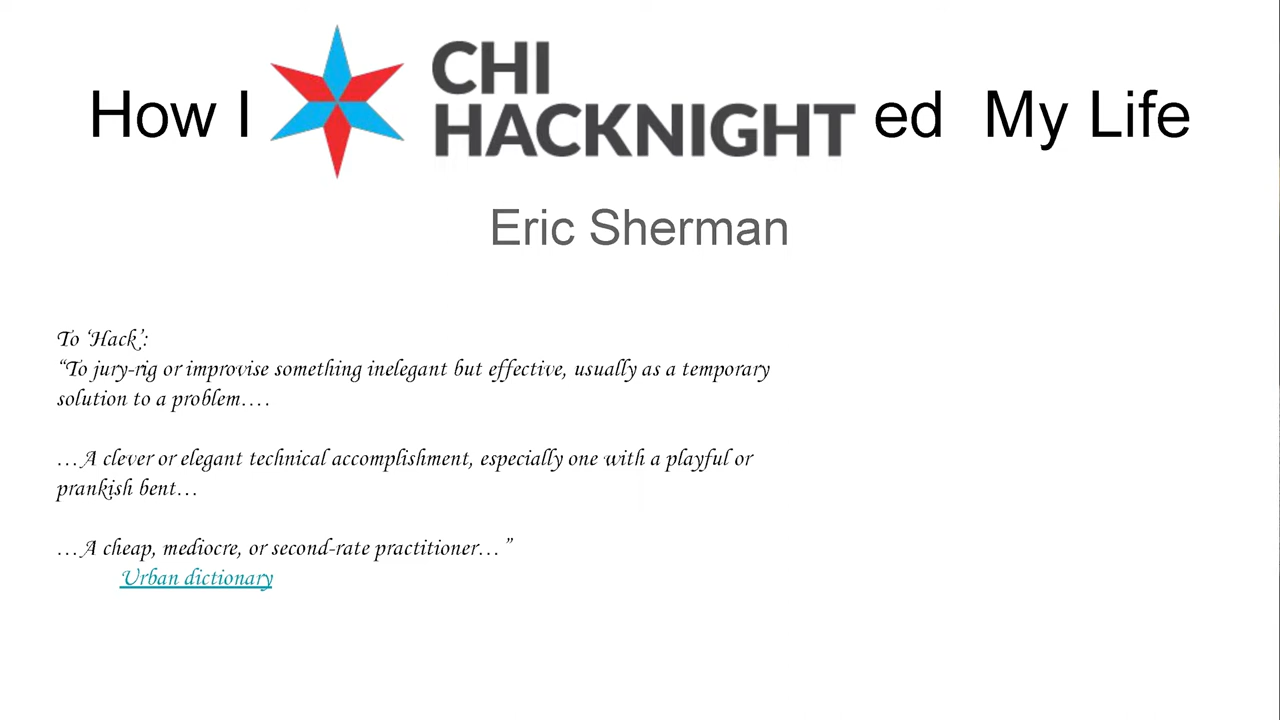 How I CHI HACKNIGHT ed My Life
Eric Sherman
To ‘Hack’:
“To jury-rig or improvise something inelegant but effective, usually as a temporary
solution to a problem….
…A clever or elegant technical accomplishment, especially one with a playful or
prankish bent…
…A cheap, mediocre, or second-rate practitioner…”
Urban dictionary